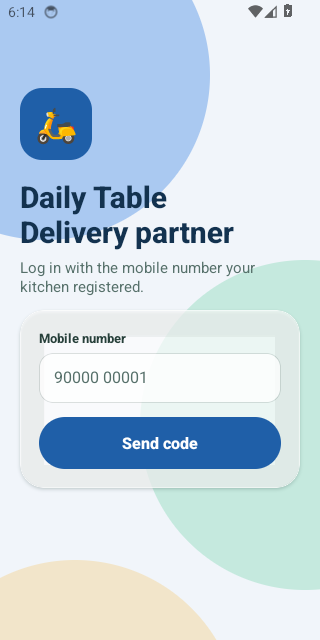 6:14
Daily Table
Delivery partner
Log in with the mobile number your
kitchen registered.
Mobile number
90000 00001
Send code